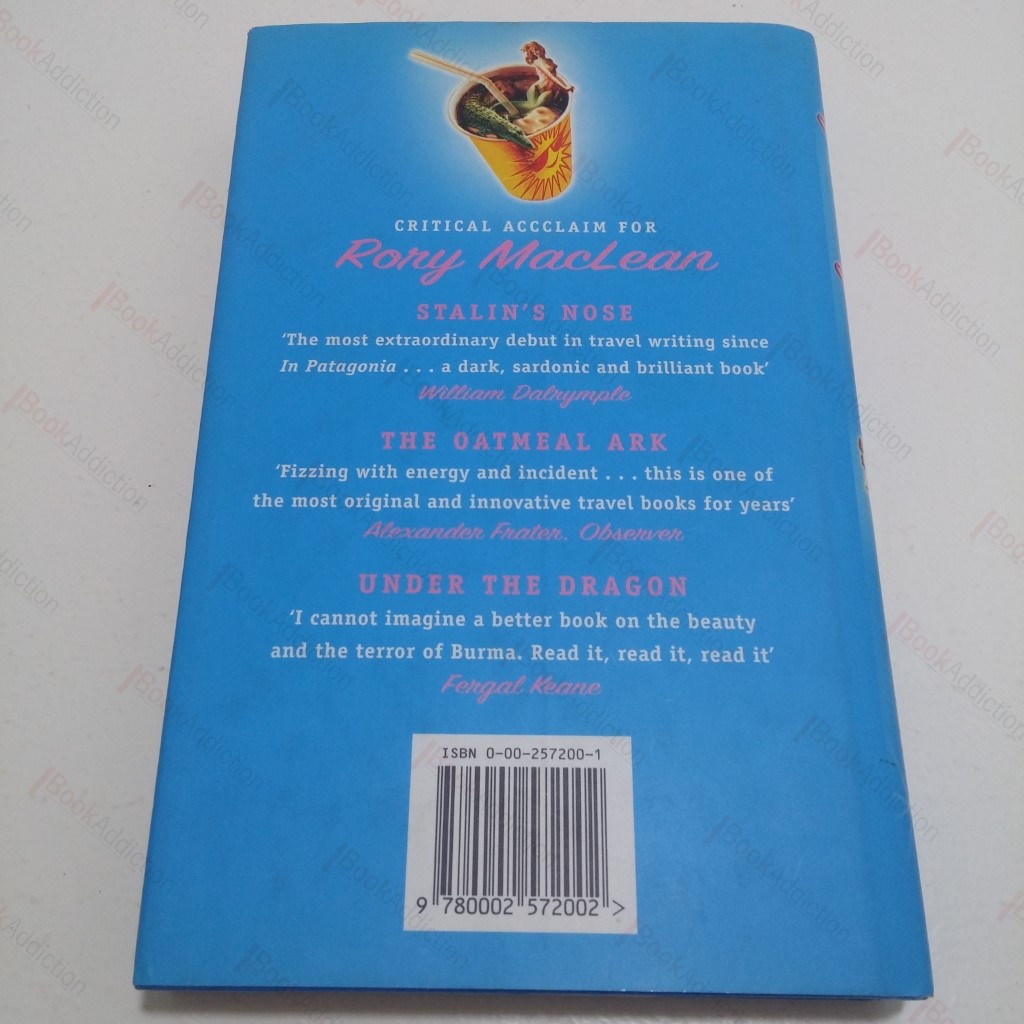 CRITICAL ACCCLAIM FOR
Rory MacLean
STALIN'S NOSE
‘The most extraordinary debut in travel writing since
In Patagonia . . . a dark, sardonic and brilliant book’
William Dalrymple
THE OATMEAL ARK
‘Fizzing with energy and incident . . . this is one of
the most original and innovative travel books for years’
Alexander Frater, Observer
UNDER THE DRAGON
‘I cannot imagine a better book on the beauty
and the terror of Burma. Read it, read it, read it’
Fergal Keane
ISBN 0-00-257200-1
9 780002 572002 >
BookAddiction